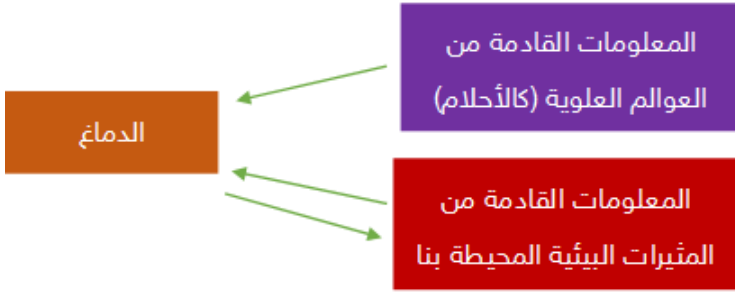 المعلومات القادمة من
العوالم العلوية (كالأحلام)
الدماغ
المعلومات القادمة من
المثيرات البيئية المحيطة بنا